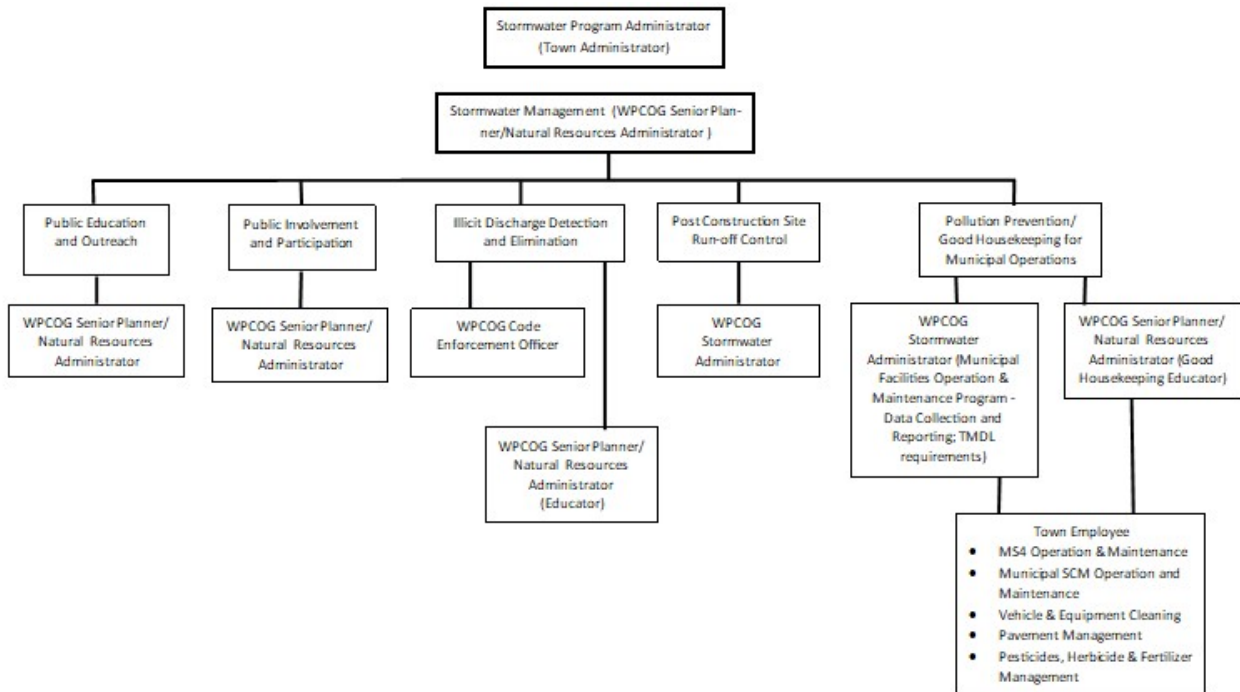 Stormwater Program Administrator
(Town Administrator)
Stormwater Management (WPCOG Senior Plan-
ner/Natural Resources Administrator )
Public Education
and Outreach
Public Involvement
and Participation
Illicit Discharge Detection
and Elimination
Post Construction Site
Run-off Control
Pollution Prevention/
Good Housekeeping for
Municipal Operations
WPCOG Senior Planner/
Natural Resources
Administrator
WPCOG Senior Planner/
Natural Resources
Administrator
WPCOG Code
Enforcement Officer
WPCOG Senior Planner/
Natural Resources
Administrator
(Educator)
WPCOG
Stormwater
Administrator
WPCOG
Stormwater
Administrator (Municipal
Facilities Operation &
Maintenance Program -
Data Collection and
Reporting; TMDL
requirements)
WPCOG Senior Planner/
Natural Resources
Administrator (Good
Housekeeping Educator)
Town Employee
● MS4 Operation & Maintenance
● Municipal SCM Operation and
Maintenance
● Vehicle & Equipment Cleaning
● Pavement Management
● Pesticides, Herbicide & Fertilizer
Management